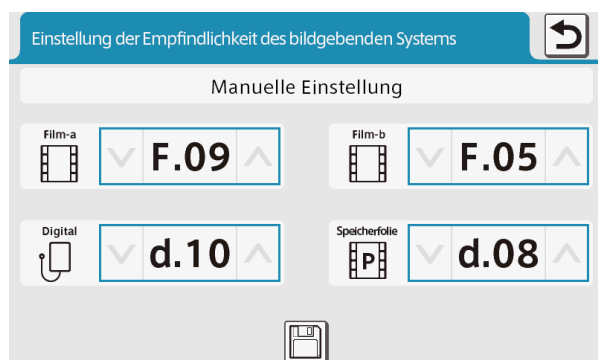 Einstellung der Empfindlichkeit des bildgebenden Systems
Manuelle Einstellung
Film-a
F.09
Film-b
F.05
Digital
d.10
Speicherfolie
P
d.08